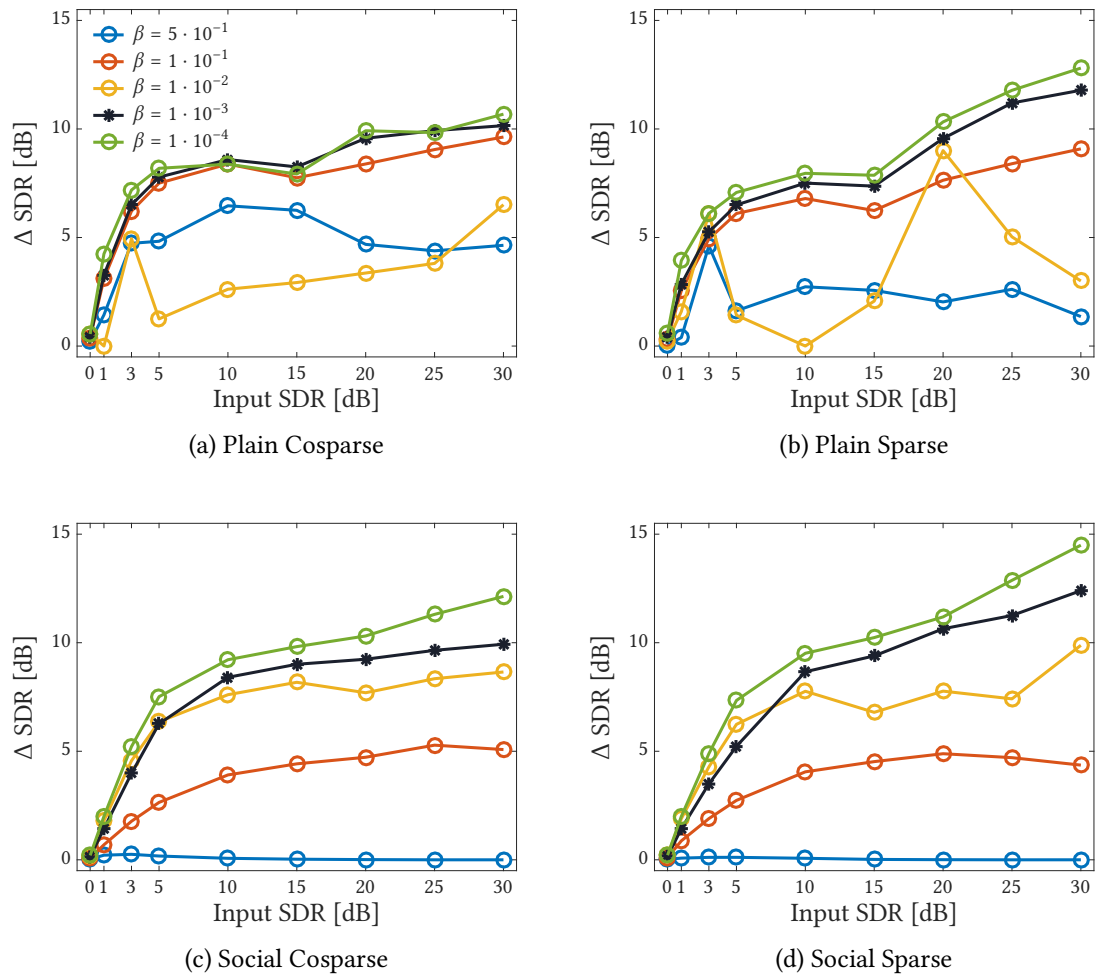 15
10
5
0
Δ SDR [dB]
β = 5 · 10⁻¹
β = 1 · 10⁻¹
β = 1 · 10⁻²
β = 1 · 10⁻³
β = 1 · 10⁻⁴
0 1 3 5 10 15 20 25 30
Input SDR [dB]
(a) Plain Cosparse
15
10
5
0
Δ SDR [dB]
0 1 3 5 10 15 20 25 30
Input SDR [dB]
(b) Plain Sparse
15
10
5
0
Δ SDR [dB]
0 1 3 5 10 15 20 25 30
Input SDR [dB]
(c) Social Cosparse
15
10
5
0
Δ SDR [dB]
0 1 3 5 10 15 20 25 30
Input SDR [dB]
(d) Social Sparse